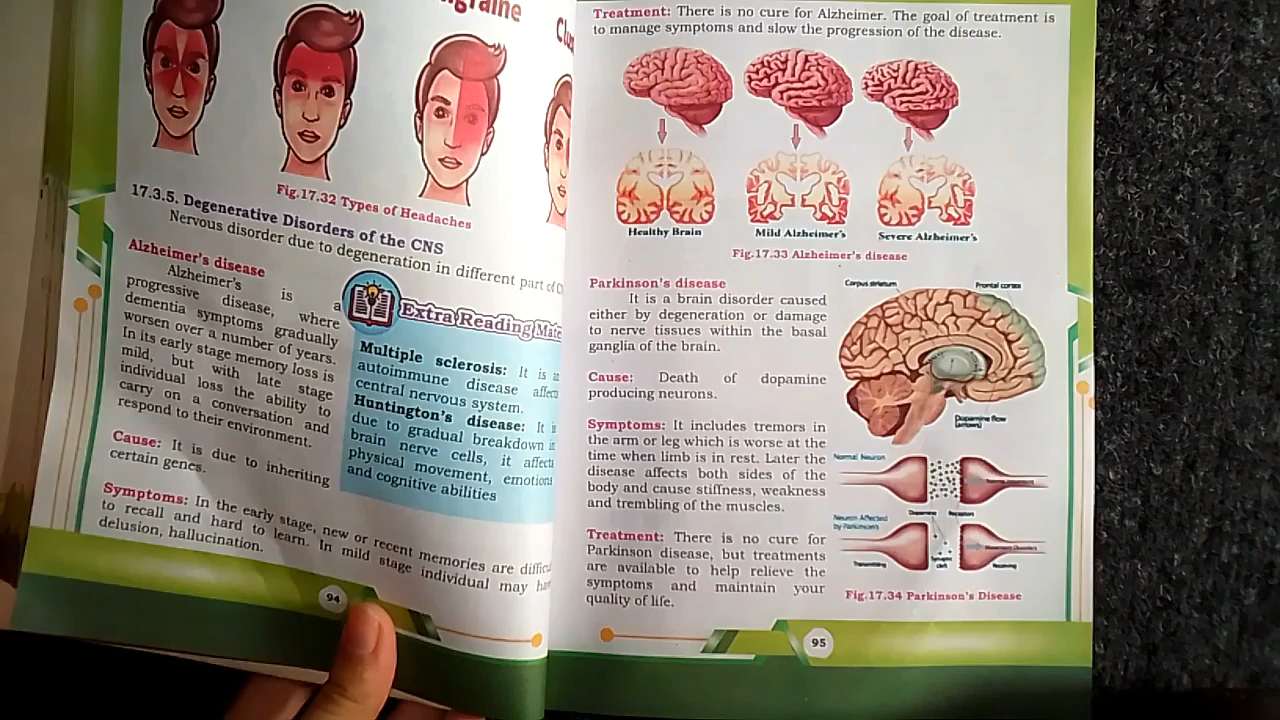 Fig.17.32 Types of Headaches
17.3.5. Degenerative Disorders of the CNS
Nervous disorder due to degeneration in different part of
Alzheimer's disease
Alzheimer's is a
progressive disease, where
dementia symptoms gradually
worsen over a number of years.
In its early stage memory loss is
mild, but with late stage
individual loss the ability to
carry on a conversation and
respond to their environment.
Cause: It is due to inheriting
certain genes.
Extra Reading
Multiple sclerosis: It is
autoimmune disease
central nervous system.
Huntington's disease: It
due to gradual breakdown
brain nerve cells, it
physical movement,
and cognitive abilities
Symptoms: In the early stage, new or recent memories are
to recall and hard to learn. In mild stage individual may
delusion, hallucination.
94
Treatment: There is no cure for Alzheimer. The goal of treatment is
to manage symptoms and slow the progression of the disease.
Healthy Brain
Mild Alzheimer's
Severe Alzheimer's
Fig.17.33 Alzheimer's disease
Parkinson's disease
It is a brain disorder caused
either by degeneration or damage
to nerve tissues within the basal
ganglia of the brain.
Cause: Death of dopamine
producing neurons.
Symptoms: It includes tremors in
the arm or leg which is worse at the
time when limb is in rest. Later the
disease affects both sides of the
body and cause stiffness, weakness
and trembling of the muscles.
Treatment: There is no cure for
Parkinson disease, but treatments
are available to help relieve the
symptoms and maintain your
quality of life.
Corpus striatum
Frontal cortex
Dopamine flow
(arrows)
Normal Neuron
Dopamine
Receptors
Neuron Affected
by Parkinson's
Synaptic
cleft
Transmitting
Receiving
Fig.17.34 Parkinson's Disease
95